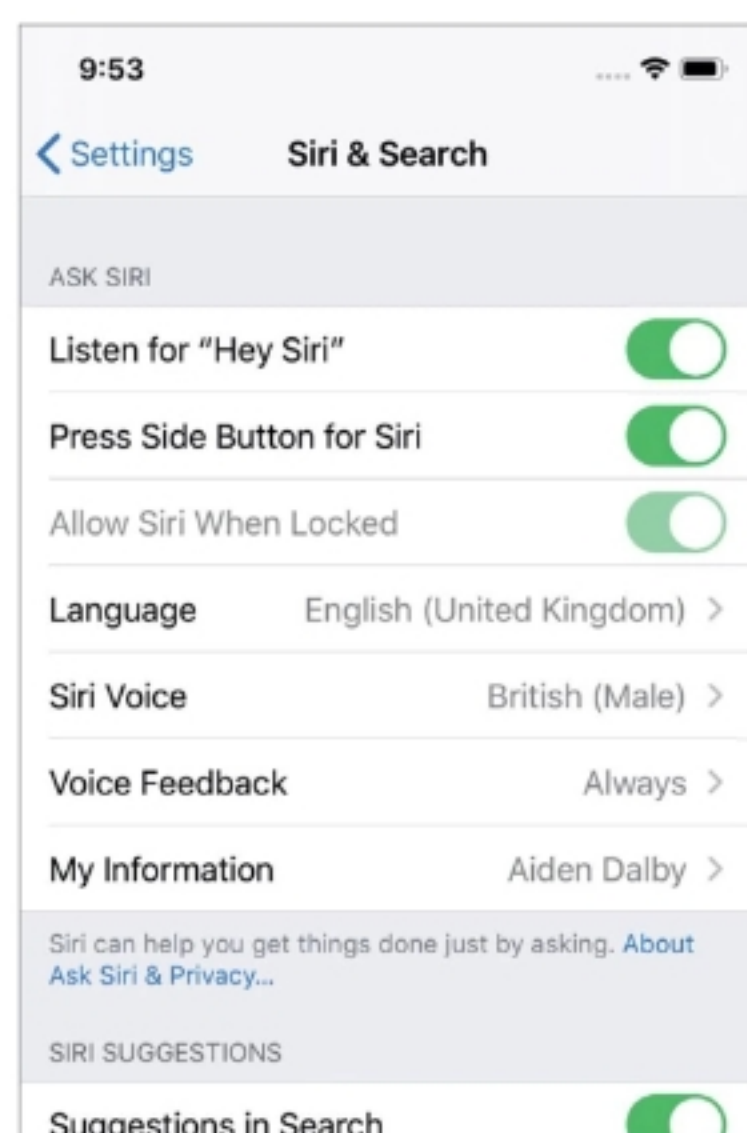 9:53
Settings Siri & Search
ASK SIRI
Listen for “Hey Siri”
Press Side Button for Siri
Allow Siri When Locked
Language English (United Kingdom)
Siri Voice British (Male)
Voice Feedback Always
My Information Aiden Dalby
Siri can help you get things done just by asking. About
Ask Siri & Privacy...
SIRI SUGGESTIONS
Suggestions in Search